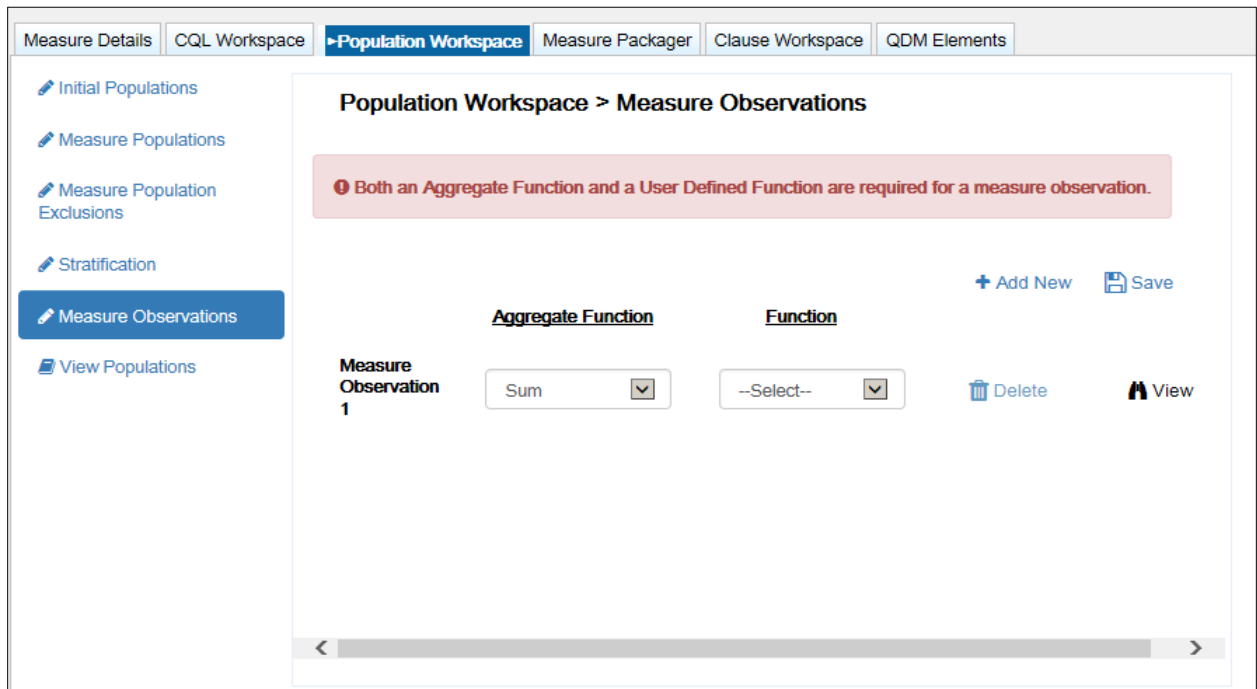 Measure Details CQL Workspace ▸Population Workspace Measure Packager Clause Workspace QDM Elements
Initial Populations
Measure Populations
Measure Population
Exclusions
Stratification
Measure Observations
View Populations
Population Workspace > Measure Observations
Both an Aggregate Function and a User Defined Function are required for a measure observation.
+ Add New Save
Aggregate Function Function
Measure
Observation
1
Sum --Select-- Delete View